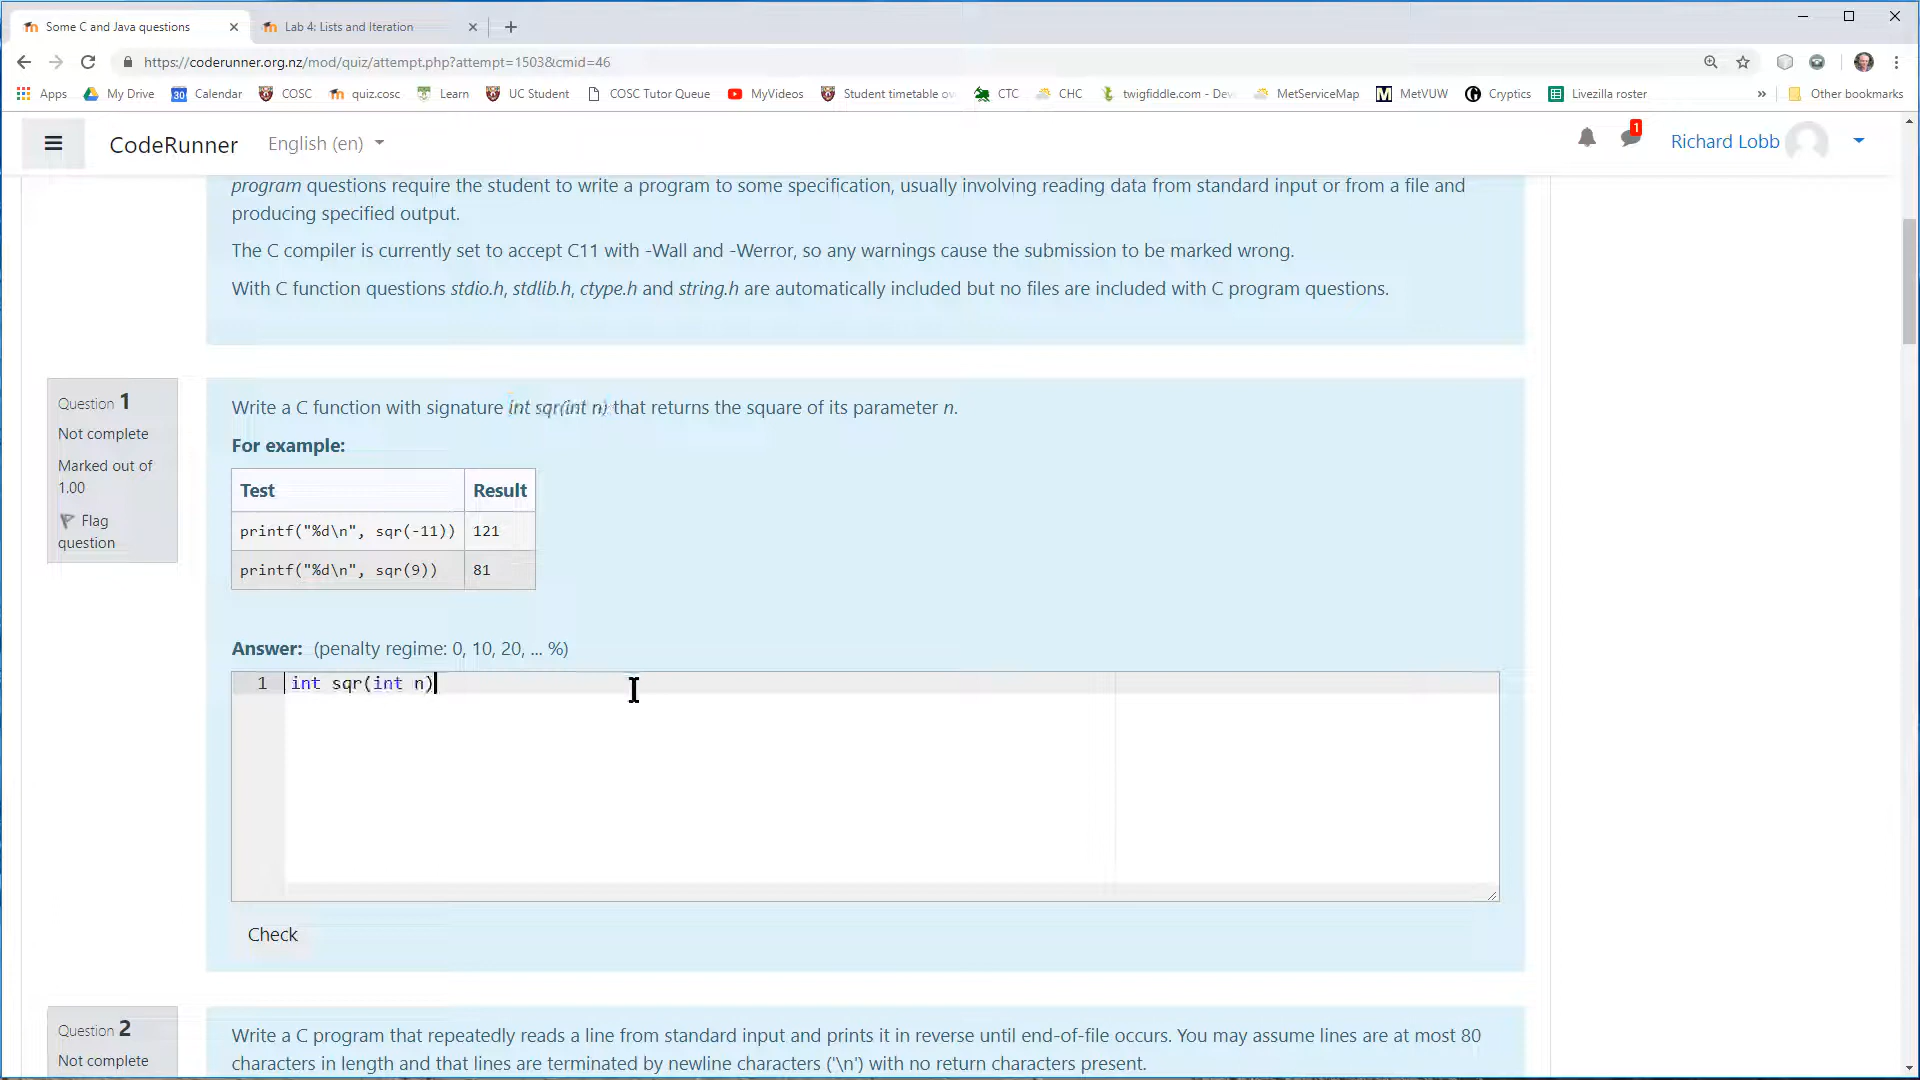 Some C and Java questions
Lab 4: Lists and Iteration
https://coderunner.org.nz/mod/quiz/attempt.php?attempt=1503&cmid=46
Apps My Drive 30 Calendar COSC quiz.cosc Learn UC Student COSC Tutor Queue MyVideos Student timetable ov CTC CHC twigfiddle.com - Dev MetServiceMap M MetVUW Cryptics Livezilla roster » Other bookmarks
CodeRunner English (en) 1 Richard Lobb
program questions require the student to write a program to some specification, usually involving reading data from standard input or from a file and
producing specified output.
The C compiler is currently set to accept C11 with -Wall and -Werror, so any warnings cause the submission to be marked wrong.
With C function questions stdio.h, stdlib.h, ctype.h and string.h are automatically included but no files are included with C program questions.
Question 1
Not complete
Marked out of
1.00
Flag
question
Write a C function with signature int sqr(int n) that returns the square of its parameter n.
For example:
Test Result
printf("%d\n", sqr(-11)) 121
printf("%d\n", sqr(9)) 81
Answer: (penalty regime: 0, 10, 20, ... %)
1 int sqr(int n)
Check
Question 2
Not complete
Write a C program that repeatedly reads a line from standard input and prints it in reverse until end-of-file occurs. You may assume lines are at most 80
characters in length and that lines are terminated by newline characters ('\n') with no return characters present.